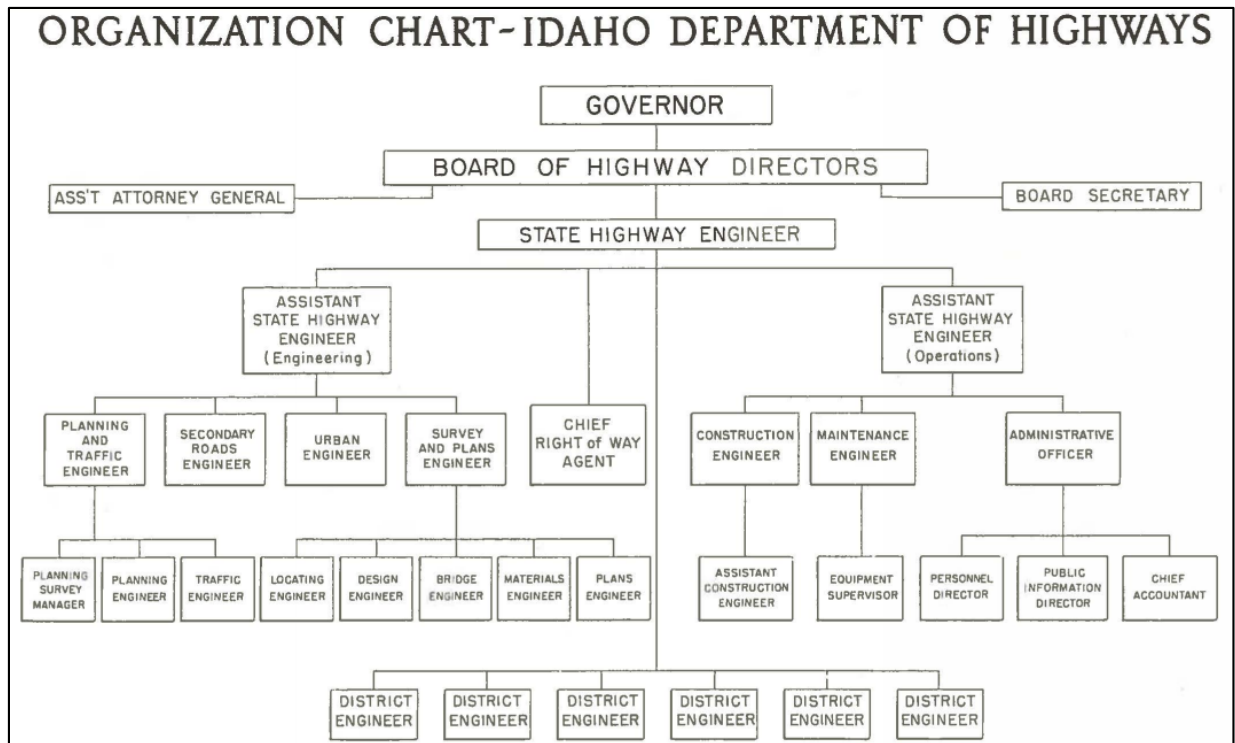 ORGANIZATION CHART-IDAHO DEPARTMENT OF HIGHWAYS
GOVERNOR
BOARD OF HIGHWAY DIRECTORS
ASS'T ATTORNEY GENERAL
BOARD SECRETARY
STATE HIGHWAY ENGINEER
ASSISTANT
STATE HIGHWAY
ENGINEER
(Engineering)
ASSISTANT
STATE HIGHWAY
ENGINEER
(Operations)
PLANNING
AND
TRAFFIC
ENGINEER
SECONDARY
ROADS
ENGINEER
URBAN
ENGINEER
SURVEY
AND PLANS
ENGINEER
CHIEF
RIGHT of WAY
AGENT
CONSTRUCTION
ENGINEER
MAINTENANCE
ENGINEER
ADMINISTRATIVE
OFFICER
PLANNING
SURVEY
MANAGER
PLANNING
ENGINEER
TRAFFIC
ENGINEER
LOCATING
ENGINEER
DESIGN
ENGINEER
BRIDGE
ENGINEER
MATERIALS
ENGINEER
PLANS
ENGINEER
ASSISTANT
CONSTRUCTION
ENGINEER
EQUIPMENT
SUPERVISOR
PERSONNEL
DIRECTOR
PUBLIC
INFORMATION
DIRECTOR
CHIEF
ACCOUNTANT
DISTRICT
ENGINEER
DISTRICT
ENGINEER
DISTRICT
ENGINEER
DISTRICT
ENGINEER
DISTRICT
ENGINEER
DISTRICT
ENGINEER